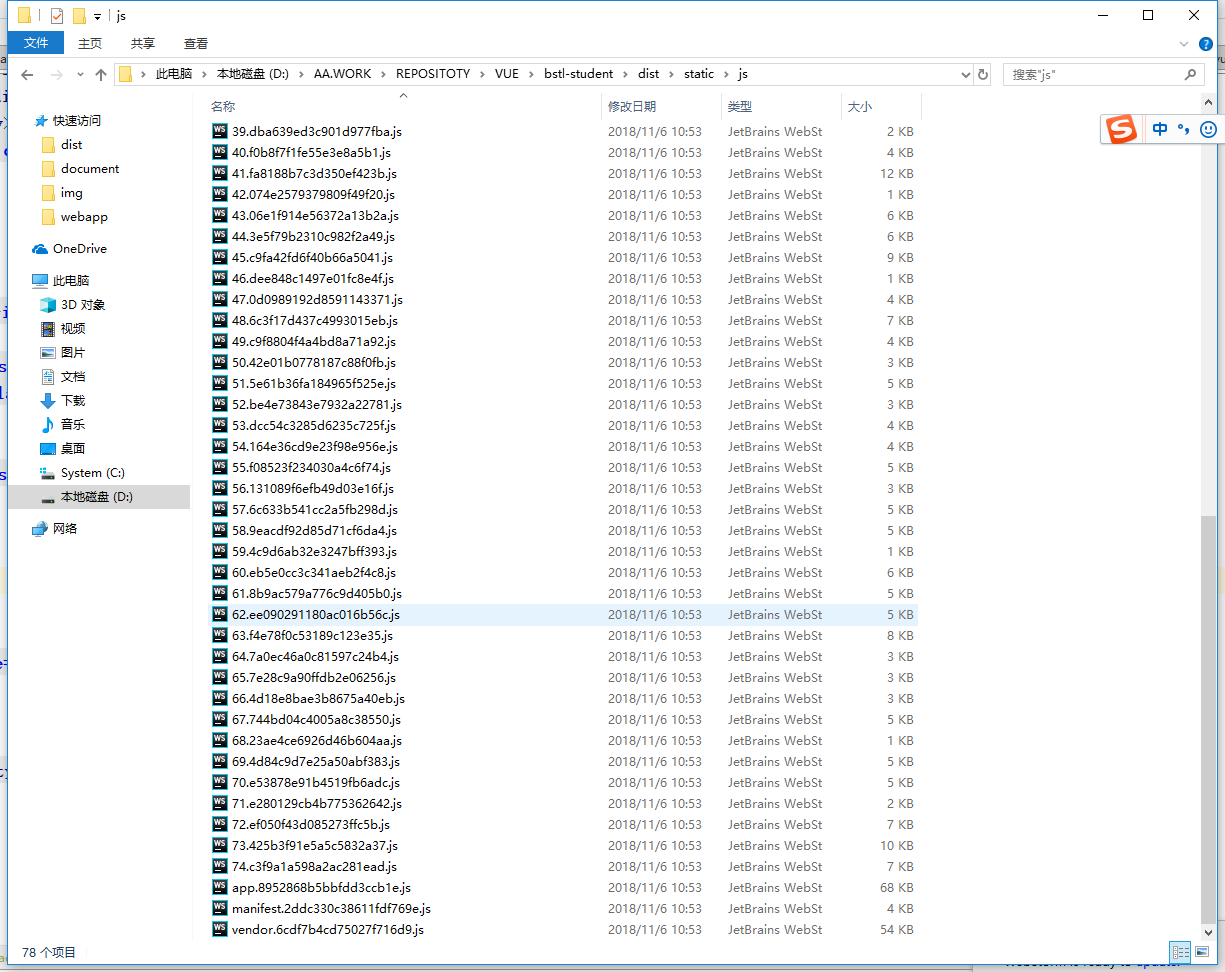 js
文件 主页 共享 查看
此电脑 本地磁盘 (D:) AA.WORK REPOSITOTY VUE bstl-student dist static js 搜索"js"
名称 修改日期 类型 大小
39.dba639ed3c901d977fba.js 2018/11/6 10:53 JetBrains WebSt 2 KB
40.f0b8f7f1fe55e3e8a5b1.js 2018/11/6 10:53 JetBrains WebSt 4 KB
41.fa8188b7c3d350ef423b.js 2018/11/6 10:53 JetBrains WebSt 12 KB
42.074e2579379809f49f20.js 2018/11/6 10:53 JetBrains WebSt 1 KB
43.06e1f914e56372a13b2a.js 2018/11/6 10:53 JetBrains WebSt 6 KB
44.3e5f79b2310c982f2a49.js 2018/11/6 10:53 JetBrains WebSt 6 KB
45.c9fa42fd6f40b66a5041.js 2018/11/6 10:53 JetBrains WebSt 9 KB
46.dee848c1497e01fc8e4f.js 2018/11/6 10:53 JetBrains WebSt 1 KB
47.0d0989192d8591143371.js 2018/11/6 10:53 JetBrains WebSt 4 KB
48.6c3f17d437c4993015eb.js 2018/11/6 10:53 JetBrains WebSt 7 KB
49.c9f8804f4a4bd8a71a92.js 2018/11/6 10:53 JetBrains WebSt 4 KB
50.42e01b0778187c88f0fb.js 2018/11/6 10:53 JetBrains WebSt 3 KB
51.5e61b36fa184965f525e.js 2018/11/6 10:53 JetBrains WebSt 5 KB
52.be4e73843e7932a22781.js 2018/11/6 10:53 JetBrains WebSt 3 KB
53.dcc54c3285d6235c725f.js 2018/11/6 10:53 JetBrains WebSt 4 KB
54.164e36cd9e23f98e956e.js 2018/11/6 10:53 JetBrains WebSt 4 KB
55.f08523f234030a4c6f74.js 2018/11/6 10:53 JetBrains WebSt 5 KB
56.131089f6efb49d03e16f.js 2018/11/6 10:53 JetBrains WebSt 3 KB
57.6c633b541cc2a5fb298d.js 2018/11/6 10:53 JetBrains WebSt 5 KB
58.9eacdf92d85d71cf6da4.js 2018/11/6 10:53 JetBrains WebSt 5 KB
59.4c9d6ab32e3247bff393.js 2018/11/6 10:53 JetBrains WebSt 1 KB
60.eb5e0cc3c341aeb2f4c8.js 2018/11/6 10:53 JetBrains WebSt 6 KB
61.8b9ac579a776c9d405b0.js 2018/11/6 10:53 JetBrains WebSt 5 KB
62.ee090291180ac016b56c.js 2018/11/6 10:53 JetBrains WebSt 5 KB
63.f4e78f0c53189c123e35.js 2018/11/6 10:53 JetBrains WebSt 8 KB
64.7a0ec46a0c81597c24b4.js 2018/11/6 10:53 JetBrains WebSt 3 KB
65.7e28c9a90ffdb2e06256.js 2018/11/6 10:53 JetBrains WebSt 3 KB
66.4d18e8bae3b8675a40eb.js 2018/11/6 10:53 JetBrains WebSt 3 KB
67.744bd04c4005a8c38550.js 2018/11/6 10:53 JetBrains WebSt 5 KB
68.23ae4ce6926d46b604aa.js 2018/11/6 10:53 JetBrains WebSt 1 KB
69.4d84c9d7e25a50abf383.js 2018/11/6 10:53 JetBrains WebSt 5 KB
70.e53878e91b4519fb6adc.js 2018/11/6 10:53 JetBrains WebSt 5 KB
71.e280129cb4b775362642.js 2018/11/6 10:53 JetBrains WebSt 2 KB
72.ef050f43d085273ffc5b.js 2018/11/6 10:53 JetBrains WebSt 7 KB
73.425b3f91e5a5c5832a37.js 2018/11/6 10:53 JetBrains WebSt 10 KB
74.c3f9a1a598a2ac281ead.js 2018/11/6 10:53 JetBrains WebSt 7 KB
app.8952868b5bbfdd3ccb1e.js 2018/11/6 10:53 JetBrains WebSt 68 KB
manifest.2ddc330c38611fdf769e.js 2018/11/6 10:53 JetBrains WebSt 4 KB
vendor.6cdf7b4cd75027f716d9.js 2018/11/6 10:53 JetBrains WebSt 54 KB
快速访问
dist
document
img
webapp
OneDrive
此电脑
3D 对象
视频
图片
文档
下载
音乐
桌面
System (C:)
本地磁盘 (D:)
网络
中
78 个项目